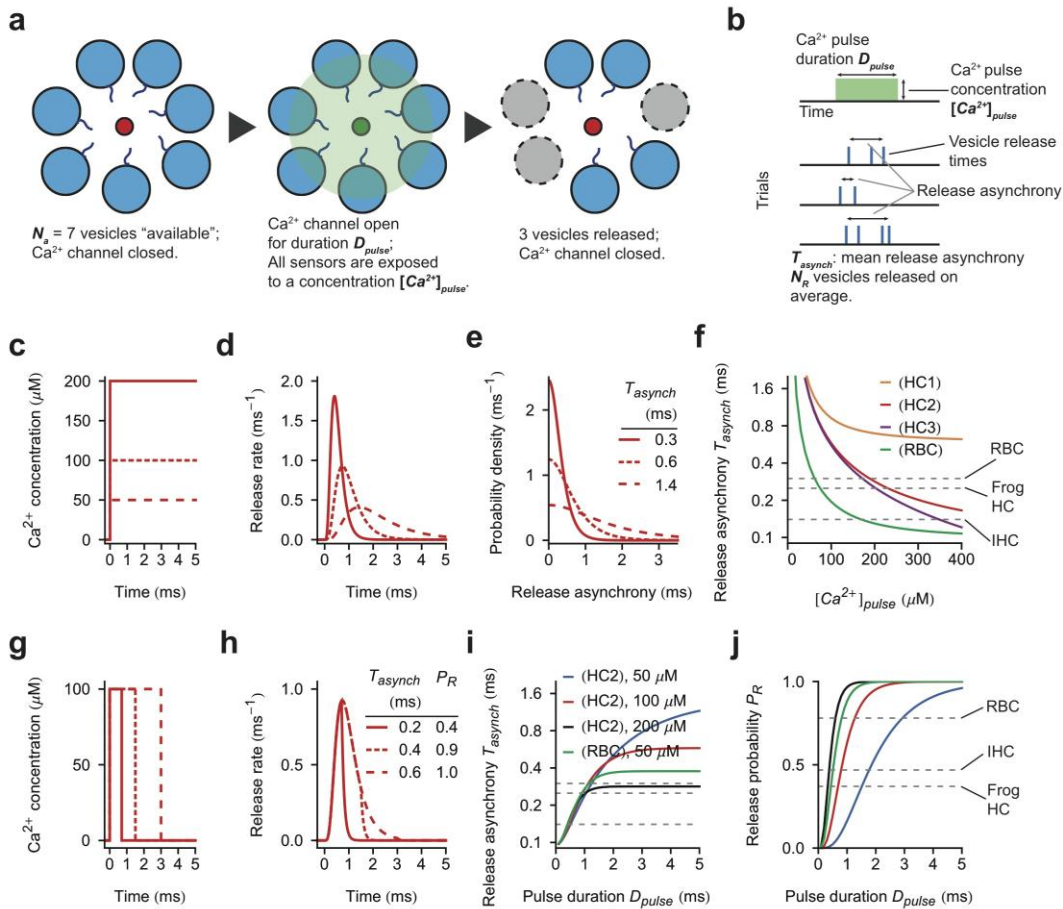 a
N_a = 7 vesicles "available";
Ca²⁺ channel closed.
Ca²⁺ channel open
for duration D_pulse;
All sensors are exposed
to a concentration [Ca²⁺]_pulse.
3 vesicles released;
Ca²⁺ channel closed.
b
Ca²⁺ pulse
duration D_pulse
Ca²⁺ pulse
concentration
[Ca²⁺]_pulse
Time
Trials
Vesicle release
times
Release asynchrony
T_asynch: mean release asynchrony
N_R vesicles released on
average.
c
Ca²⁺ concentration (µM)
200
150
100
50
0
0 1 2 3 4 5
Time (ms)
d
Release rate (ms⁻¹)
2.0
1.5
1.0
0.5
0.0
0 1 2 3 4 5
Time (ms)
e
Probability density (ms⁻¹)
2
1
0
0 1 2 3
Release asynchrony (ms)
T_asynch
(ms)
0.3
0.6
1.4
f
Release asynchrony T_asynch (ms)
1.6
0.8
0.4
0.2
0.1
0 100 200 300 400
[Ca²⁺]_pulse (µM)
(HC1)
(HC2)
(HC3)
(RBC)
RBC
Frog
HC
IHC
g
Ca²⁺ concentration (µM)
100
50
0
0 1 2 3 4 5
Time (ms)
h
Release rate (ms⁻¹)
1.0
0.5
0.0
0 1 2 3 4 5
Time (ms)
T_asynch P_R
(ms)
0.2 0.4
0.4 0.9
0.6 1.0
i
Release asynchrony T_asynch (ms)
1.6
0.8
0.4
0.2
0.1
0 1 2 3 4 5
Pulse duration D_pulse (ms)
(HC2), 50 µM
(HC2), 100 µM
(HC2), 200 µM
(RBC), 50 µM
j
Release probability P_R
1.0
0.5
0.0
0 1 2 3 4 5
Pulse duration D_pulse (ms)
RBC
IHC
Frog
HC